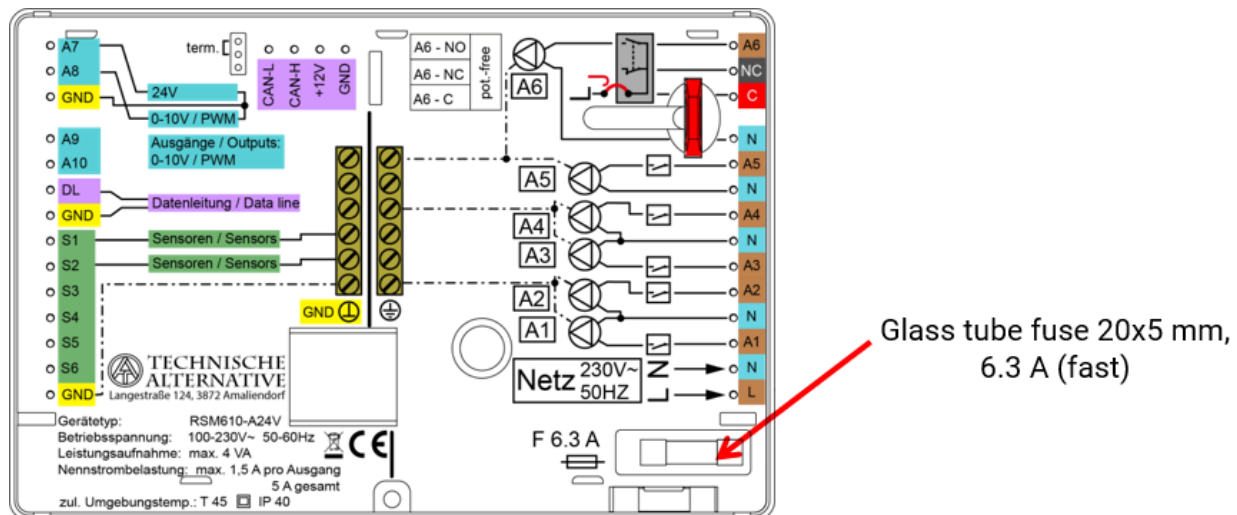 A7
A8
GND
24V
0-10V / PWM
A9
A10
Ausgänge / Outputs:
0-10V / PWM
DL
GND
Datenleitung / Data line
S1
Sensoren / Sensors
S2
Sensoren / Sensors
S3
S4
S5
S6
GND
term.
CAN-L
CAN-H
+12V
GND
A6 - NO
A6 - NC
A6 - C
pot.-free
GND
A6
A5
A4
A3
A2
A1
L
A6
NC
C
N
A5
N
A4
N
A3
A2
N
A1
N
L
Netz 230V~
50HZ
L N
TECHNISCHE
ALTERNATIVE
Langestraße 124, 3872 Amaliendorf
Gerätetyp: RSM610-A24V
Betriebsspannung: 100-230V~ 50-60Hz
Leistungsaufnahme: max. 4 VA
Nennstrombelastung: max. 1,5 A pro Ausgang
5 A gesamt
zul. Umgebungstemp.: T 45 IP 40
CE
F 6.3 A
Glass tube fuse 20x5 mm,
6.3 A (fast)